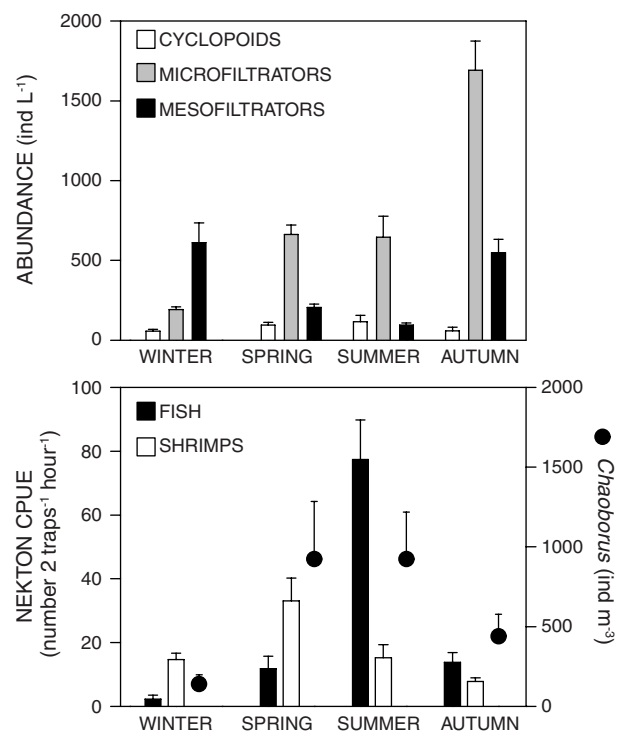 2000
1500
1000
500
0
ABUNDANCE (ind L-1)
CYCLOPOIDS
MICROFILTRATORS
MESOFILTRATORS
WINTER SPRING SUMMER AUTUMN
100
80
60
40
20
0
NEKTON CPUE
(number 2 traps-1 hour-1)
FISH
SHRIMPS
2000
1500
1000
500
0
Chaoborus (ind m-3)
WINTER SPRING SUMMER AUTUMN